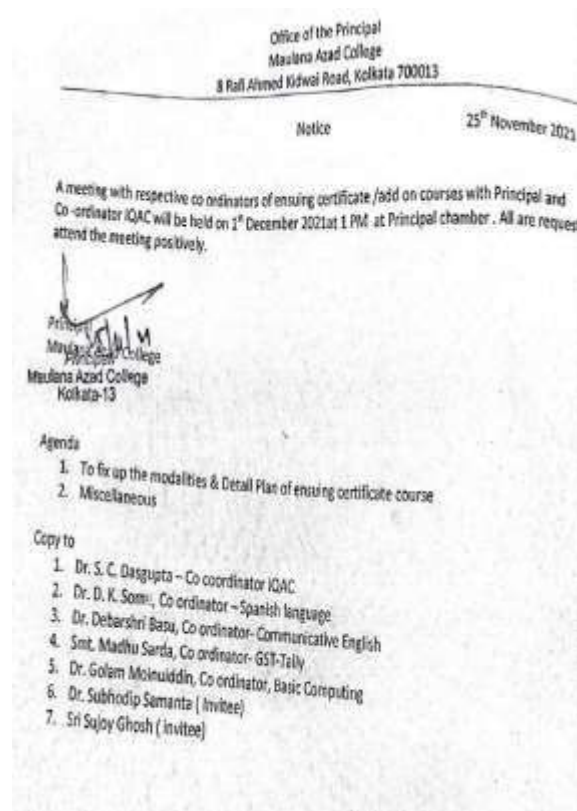 Office of the Principal
Maulana Azad College
8 Rafi Ahmed Kidwai Road, Kolkata 700013
Notice
25th November 2021
A meeting with respective co ordinators of ensuing certificate /add on courses with Principal and
Co -ordinator IQAC will be held on 1st December 2021at 1 PM at Principal chamber . All are request
attend the meeting positively.
Principal
Maulana Azad College
Principal
Maulana Azad College
Kolkata-13
Agenda
1. To fix up the modalities & Detail Plan of ensuing certificate course
2. Miscellaneous
Copy to
1. Dr. S. C. Dasgupta – Co coordinator IQAC
2. Dr. D. K. , Co ordinator – Spanish language
3. Dr. Debarshri Basu, Co ordinator- Communicative English
4. Smt. Madhu Sarda, Co ordinator- GST-Tally
5. Dr. Golam Moinuiddin, Co ordinator, Basic Computing
6. Dr. Subhodip Samanta ( Invitee)
7. Sri Sujoy Ghosh ( invitee)